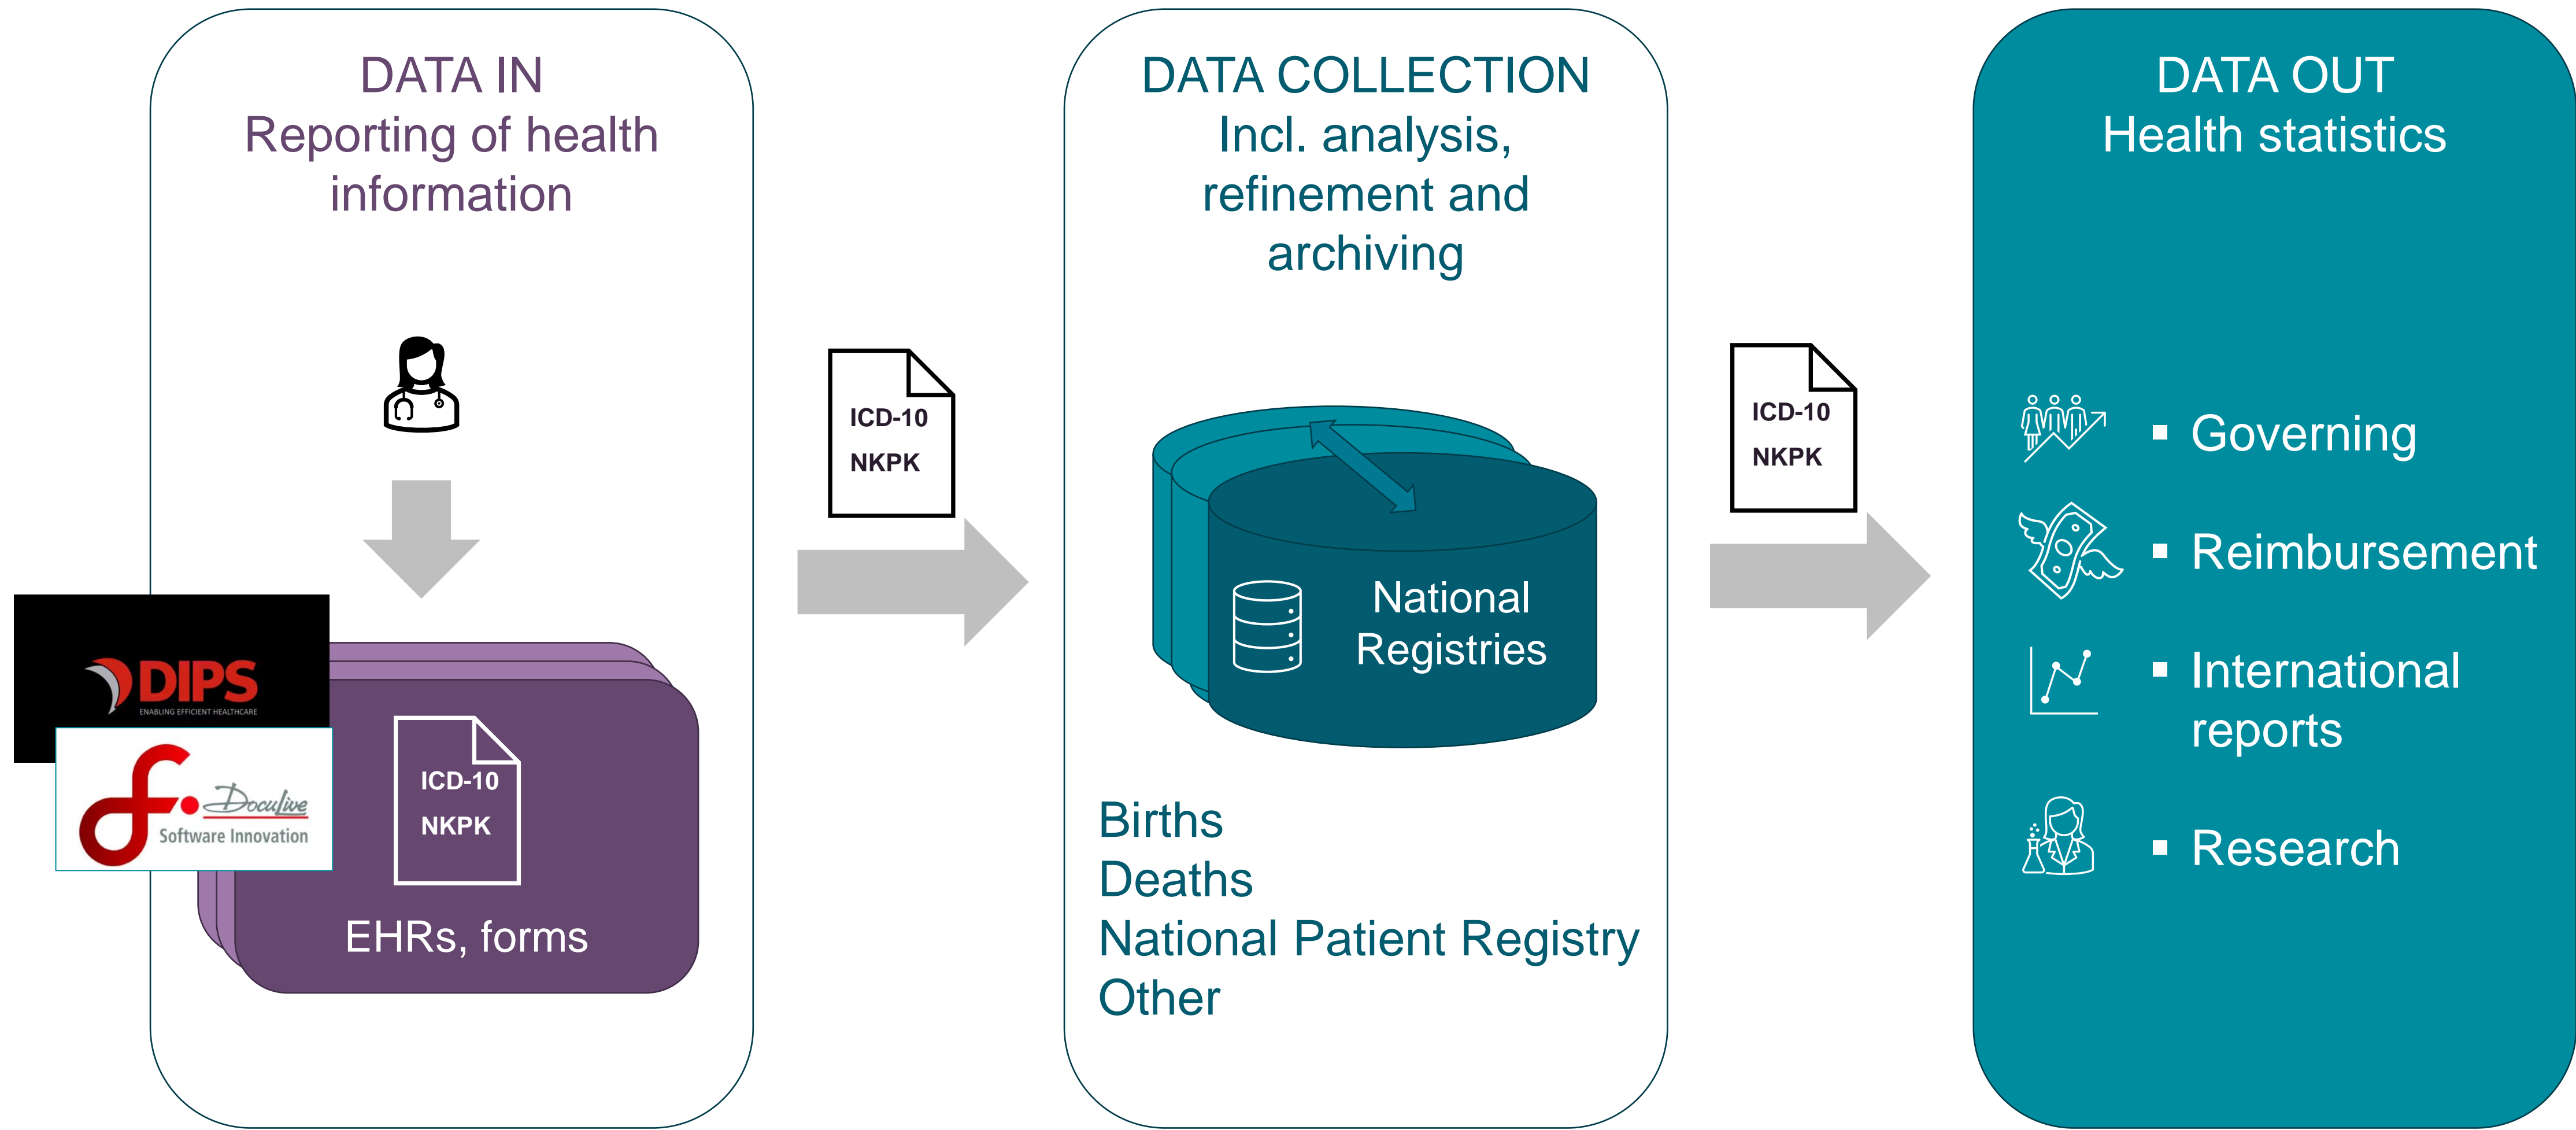 DATA IN
Reporting of health
information
DIPS
ENABLING EFFICIENT HEALTHCARE
DocuLive
Software Innovation
ICD-10
NKPK
EHRs, forms
ICD-10
NKPK
DATA COLLECTION
Incl. analysis,
refinement and
archiving
National
Registries
Births
Deaths
National Patient Registry
Other
ICD-10
NKPK
DATA OUT
Health statistics
▪ Governing
▪ Reimbursement
▪ International
reports
▪ Research